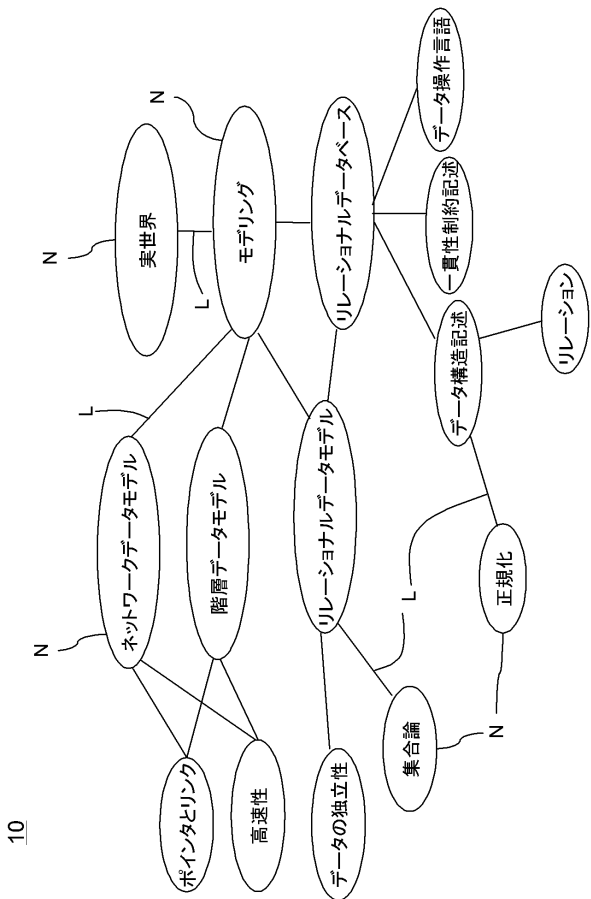 10
N
実世界
L
N
モデリング
リレーショナルデータベース
データ操作言語
一貫性制約記述
データ構造記述
リレーション
L
N
ネットワークデータモデル
階層データモデル
リレーショナルデータモデル
L
正規化
N
ポインタとリンク
高速性
データの独立性
集合論